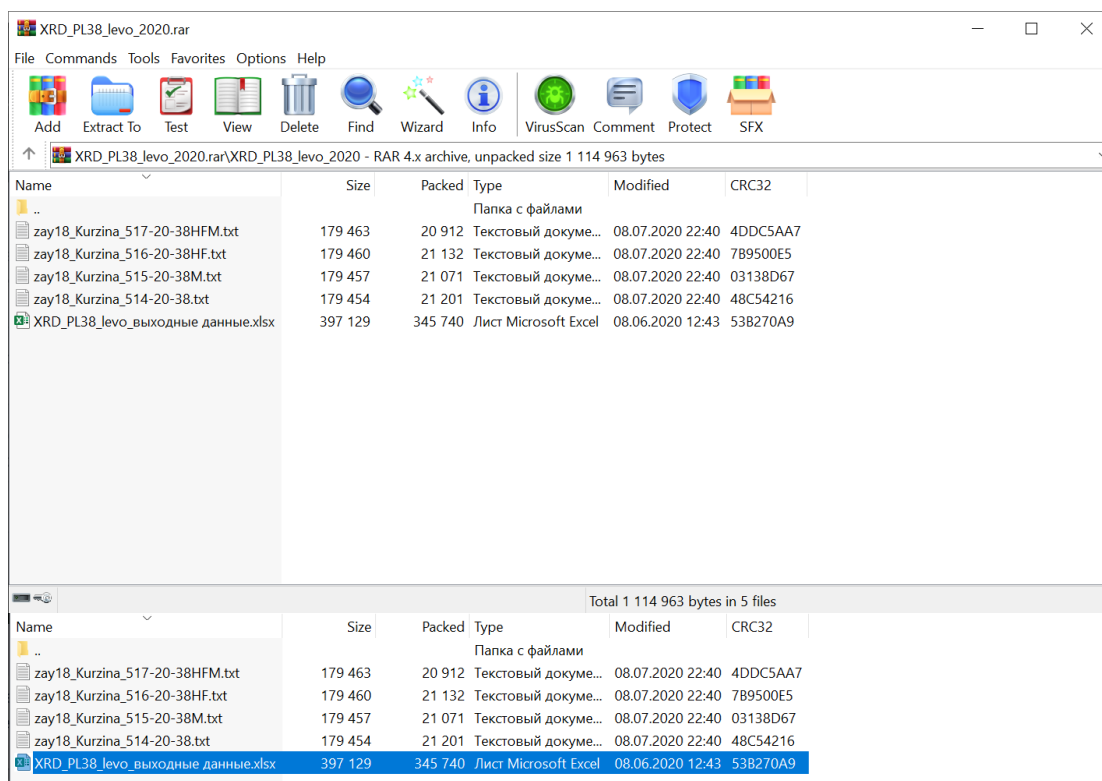 XRD_PL38_levo_2020.rar
File Commands Tools Favorites Options Help
Add Extract To Test View Delete Find Wizard Info VirusScan Comment Protect SFX
XRD_PL38_levo_2020.rar\XRD_PL38_levo_2020 - RAR 4.x archive, unpacked size 1 114 963 bytes
Name Size Packed Type Modified CRC32
.. Папка с файлами
zay18_Kurzina_517-20-38HFM.txt 179 463 20 912 Текстовый докуме... 08.07.2020 22:40 4DDC5AA7
zay18_Kurzina_516-20-38HF.txt 179 460 21 132 Текстовый докуме... 08.07.2020 22:40 7B9500E5
zay18_Kurzina_515-20-38M.txt 179 457 21 071 Текстовый докуме... 08.07.2020 22:40 03138D67
zay18_Kurzina_514-20-38.txt 179 454 21 201 Текстовый докуме... 08.07.2020 22:40 48C54216
XRD_PL38_levo_выходные данные.xlsx 397 129 345 740 Лист Microsoft Excel 08.06.2020 12:43 53B270A9
Total 1 114 963 bytes in 5 files
Name Size Packed Type Modified CRC32
.. Папка с файлами
zay18_Kurzina_517-20-38HFM.txt 179 463 20 912 Текстовый докуме... 08.07.2020 22:40 4DDC5AA7
zay18_Kurzina_516-20-38HF.txt 179 460 21 132 Текстовый докуме... 08.07.2020 22:40 7B9500E5
zay18_Kurzina_515-20-38M.txt 179 457 21 071 Текстовый докуме... 08.07.2020 22:40 03138D67
zay18_Kurzina_514-20-38.txt 179 454 21 201 Текстовый докуме... 08.07.2020 22:40 48C54216
XRD_PL38_levo_выходные данные.xlsx 397 129 345 740 Лист Microsoft Excel 08.06.2020 12:43 53B270A9